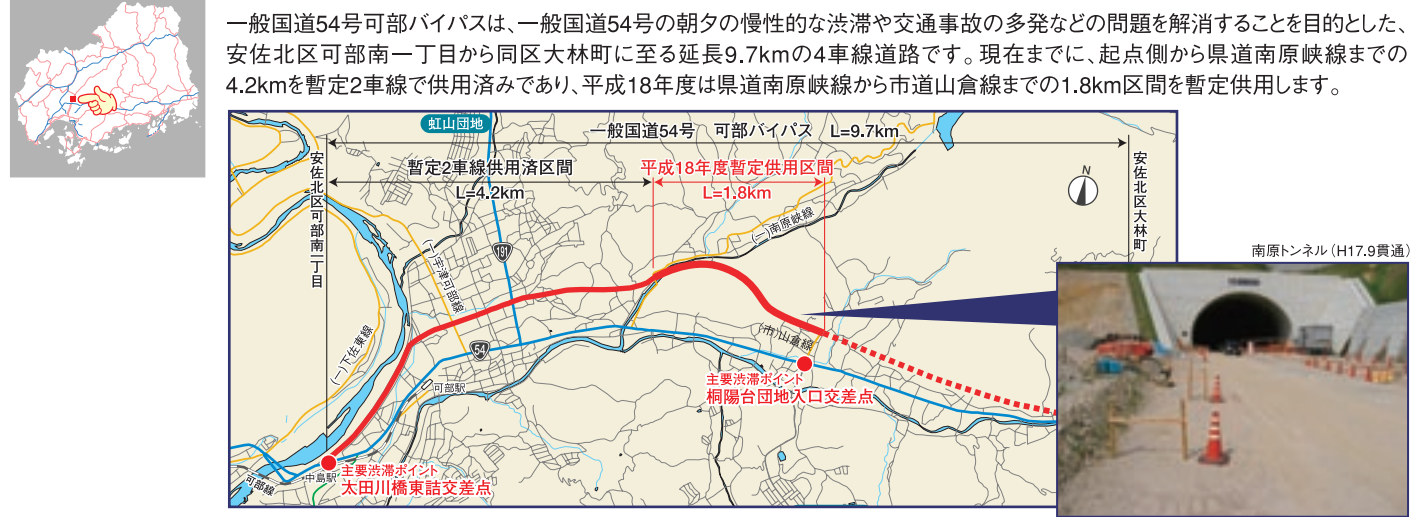 一般国道54号可部バイパスは、一般国道54号の朝夕の慢性的な渋滞や交通事故の多発などの問題を解消することを目的とした、
安佐北区可部南一丁目から同区大林町に至る延長9.7kmの4車線道路です。現在までに、起点側から県道南原峡線までの
4.2kmを暫定2車線で供用済みであり、平成18年度は県道南原峡線から市道山倉線までの1.8km区間を暫定供用します。
虹山団地
一般国道54号 可部バイパス L=9.7km
安佐北区可部南一丁目
暫定2車線供用済区間
L=4.2km
平成18年度暫定供用区間
L=1.8km
安佐北区大林町
N
(一)南原峡線
191
(一)宇津可部線
南原トンネル(H17.9貫通)
54
(市)山倉線
(一)下佐東線
可部駅
主要渋滞ポイント
桐陽台団地入口交差点
中島駅
可部線
主要渋滞ポイント
太田川橋東詰交差点